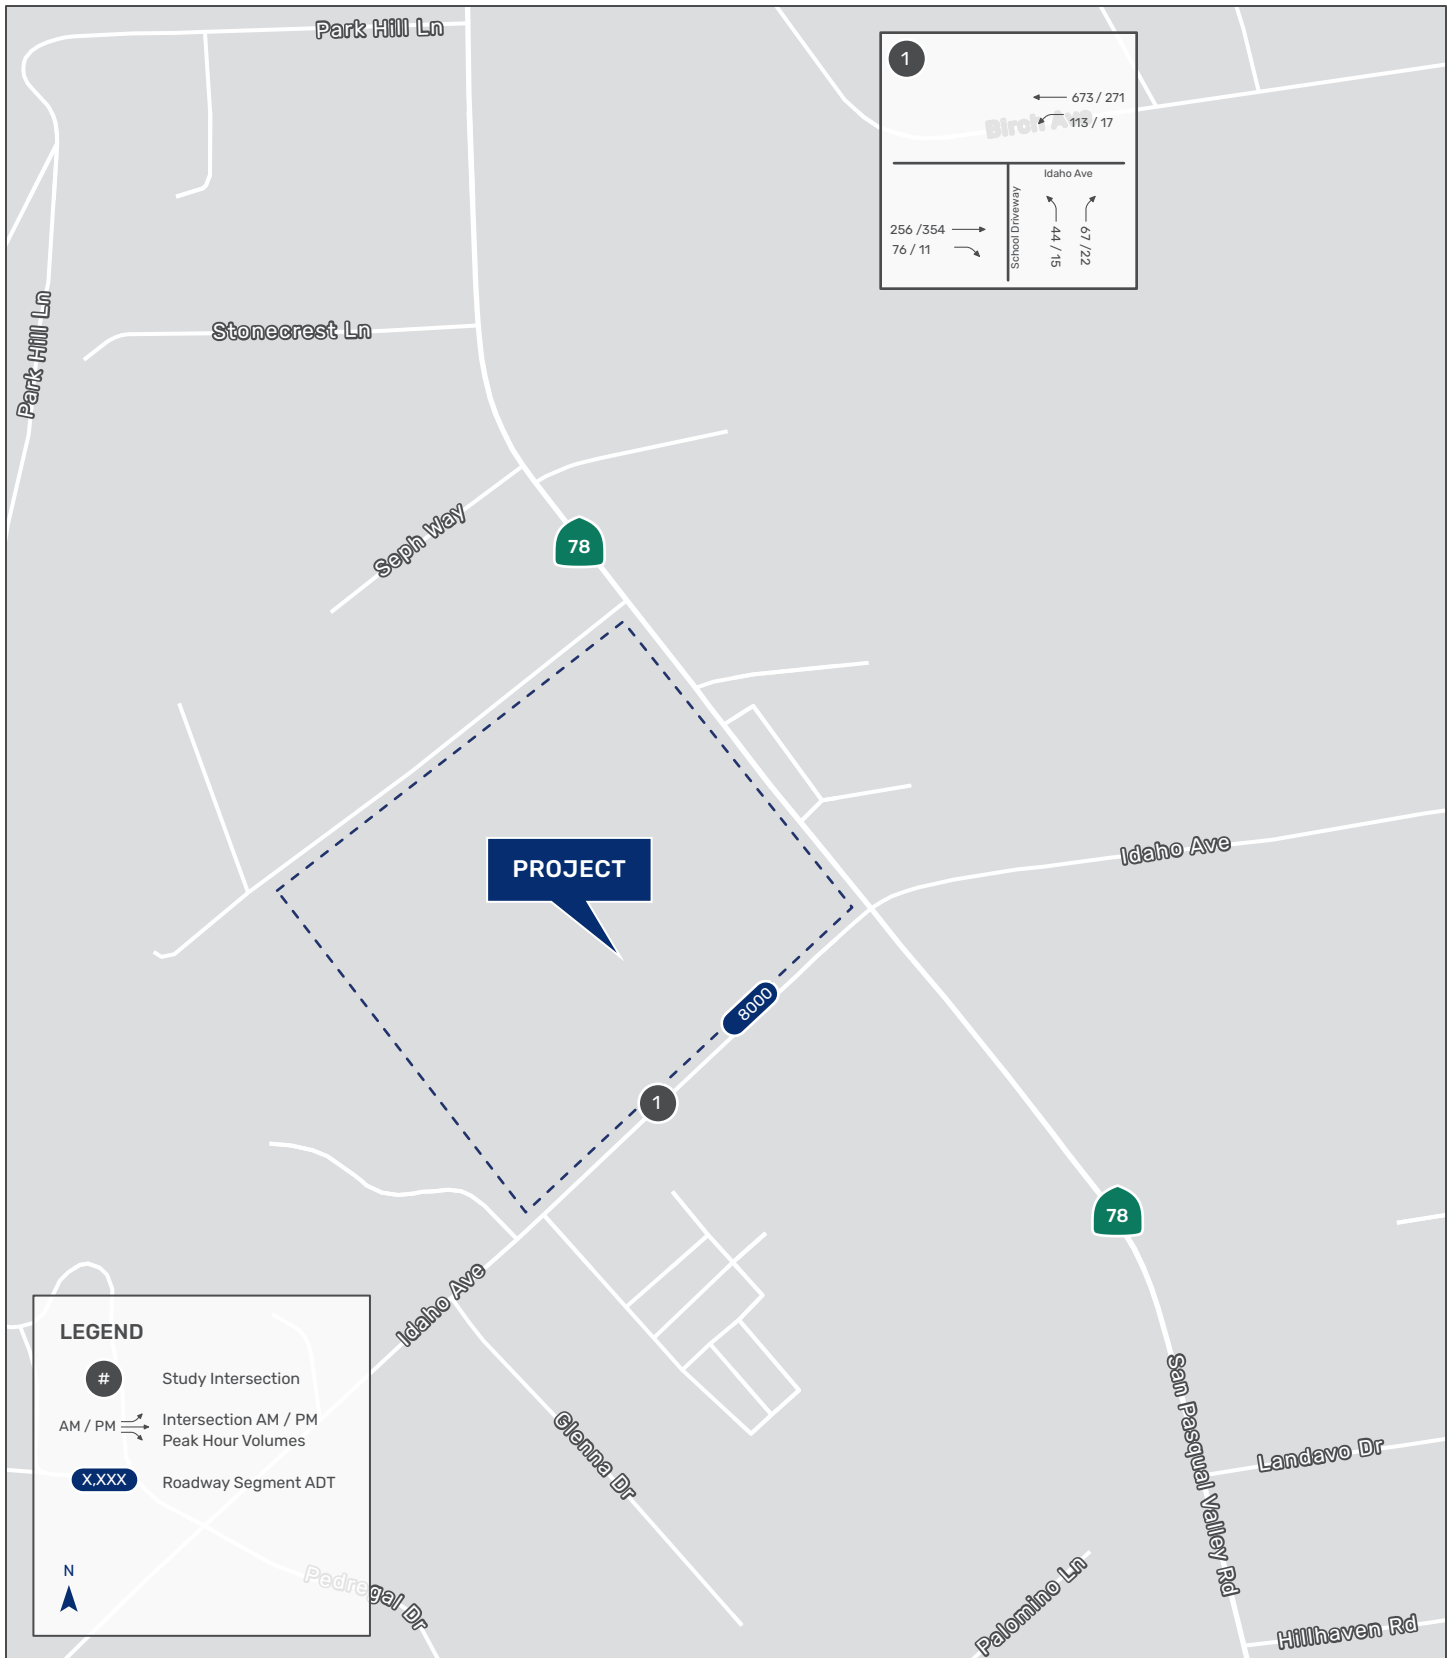 Park Hill Ln
1
673 / 271
Birch Ave
113 / 17
Idaho Ave
School Driveway
256 /354
76 / 11
44 / 15
67 /22
Park Hill Ln
Stonecrest Ln
Seph Way
78
PROJECT
Idaho Ave
8000
1
78
Idaho Ave
San Pasqual Valley Rd
Glenna Dr
Landavo Dr
Palomino Ln
Hillhaven Rd
Pedregal Dr
LEGEND
# Study Intersection
AM / PM Intersection AM / PM
Peak Hour Volumes
X,XXX Roadway Segment ADT
N